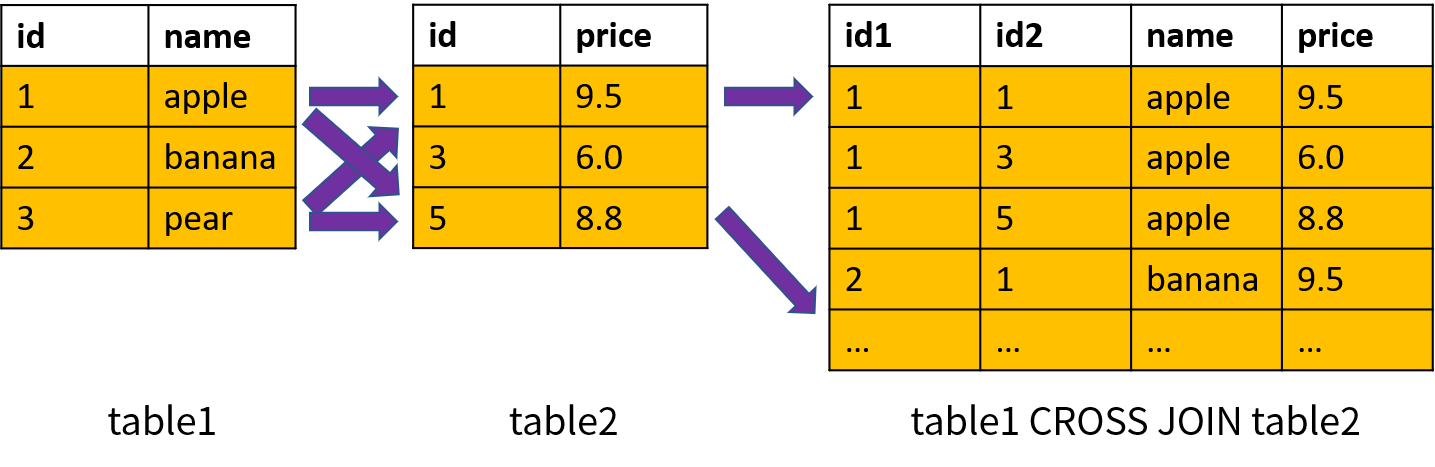 id name id price id1 id2 name price
1 apple 1 9.5 1 1 apple 9.5
2 banana 3 6.0 1 3 apple 6.0
3 pear 5 8.8 1 5 apple 8.8
2 1 banana 9.5
... ... ... ...
table1 table2 table1 CROSS JOIN table2